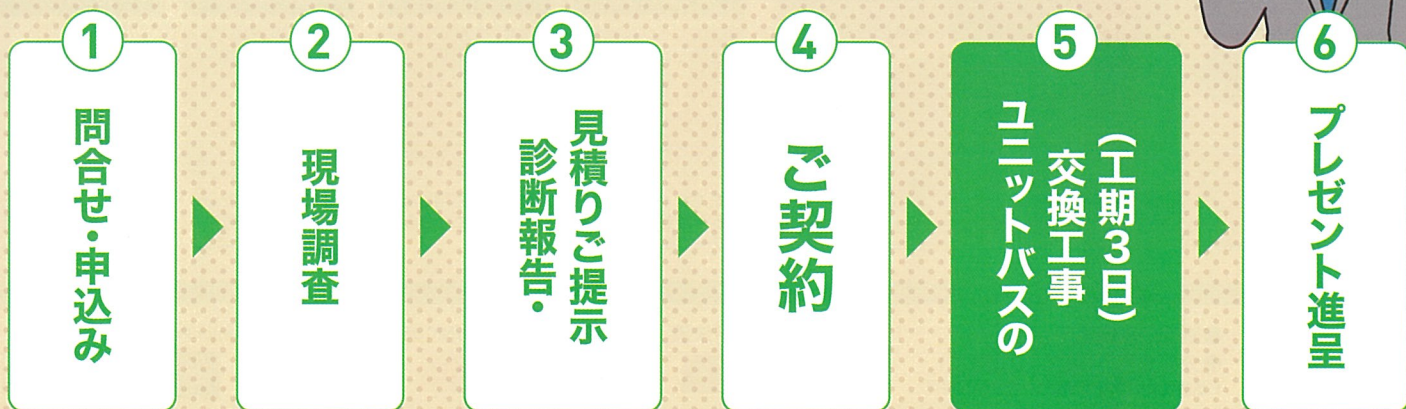 1
問合せ・申込み
2
現場調査
3
診断報告・
見積りご提示
4
ご契約
5
ユニットバスの
交換工事
(工期3日)
6
プレゼント進呈